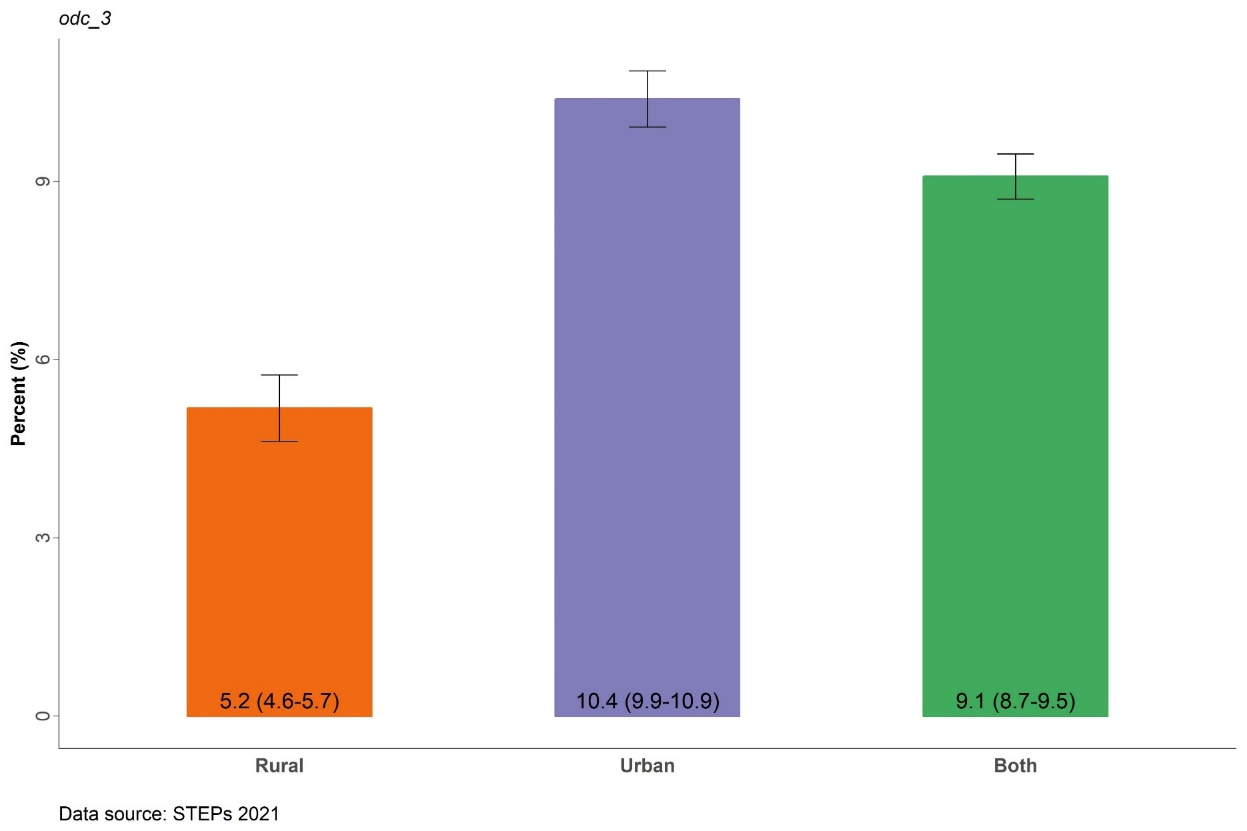 odc_3
Percent (%)
9
6
3
0
5.2 (4.6-5.7)
10.4 (9.9-10.9)
9.1 (8.7-9.5)
Rural
Urban
Both
Data source: STEPs 2021